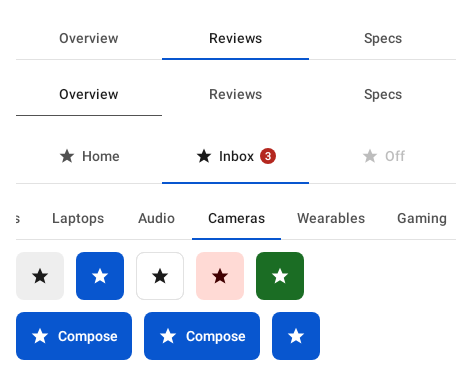 Overview Reviews Specs
Overview Reviews Specs
Home Inbox 3 Off
s Laptops Audio Cameras Wearables Gaming
Compose Compose